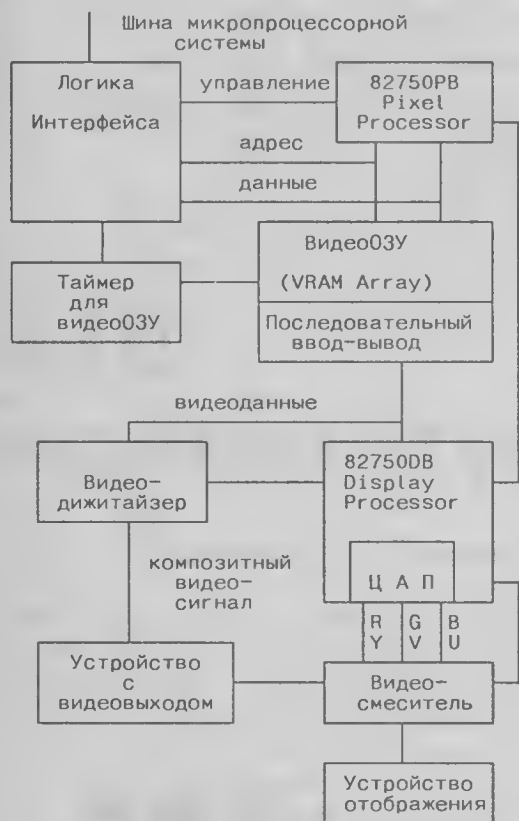 Шина микропроцессорной
системы
Логика
Интерфейса
управление
82750PB
Pixel
Processor
адрес
данные
ВидеоОЗУ
(VRAM Array)
Последовательный
ввод-вывод
Таймер
для
видеоОЗУ
видеоданные
Видео-
дижитайзер
82750DB
Display
Processor
Ц А П
композитный
видео-
сигнал
R G B
Y V U
Устройство
с
видеовыходом
Видео-
смеситель
Устройство
отображения